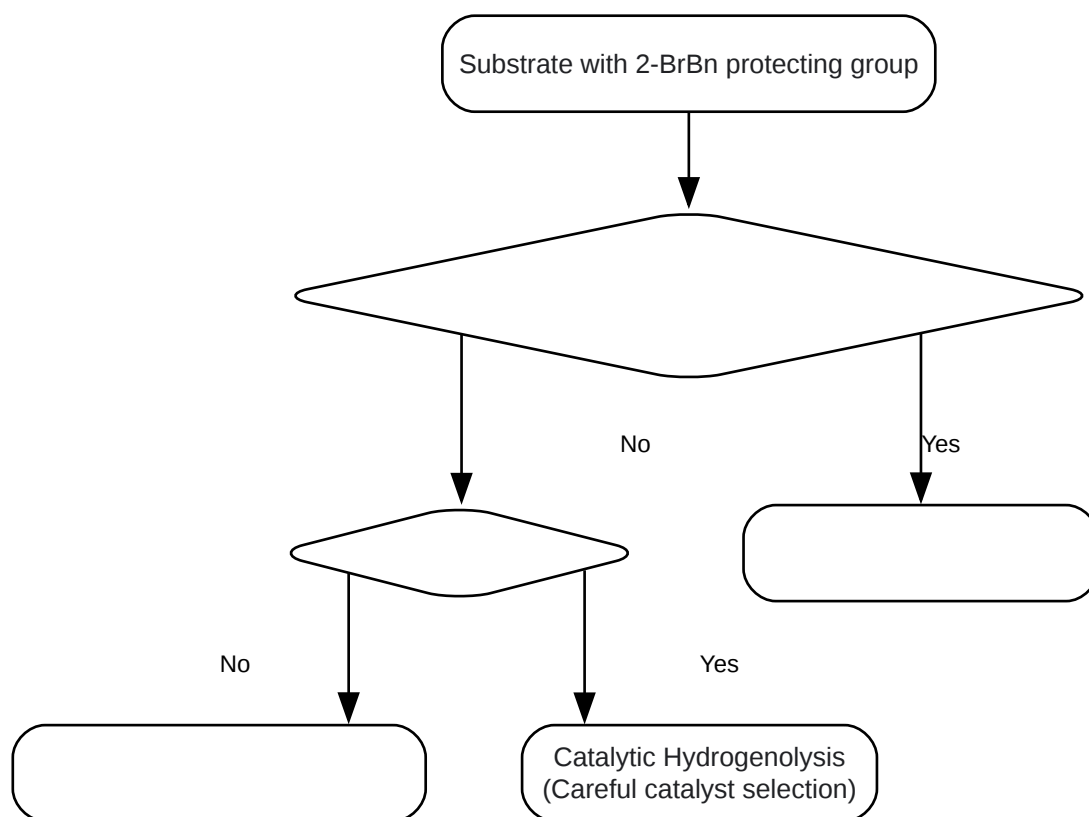 Substrate with 2-BrBn protecting group
No
Yes
No
Yes
Catalytic Hydrogenolysis
(Careful catalyst selection)